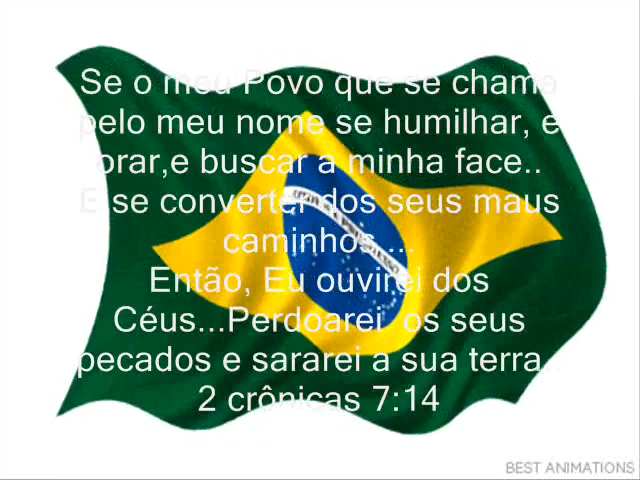 Se o meu Povo que se chama
pelo meu nome se humilhar, e
orar,e buscar a minha face..
E se converter dos seus maus
caminhos ...
Então, Eu ouvirei dos
Céus...Perdoarei os seus
pecados e sararei a sua terra.
2 crônicas 7:14
BEST ANIMATIONS